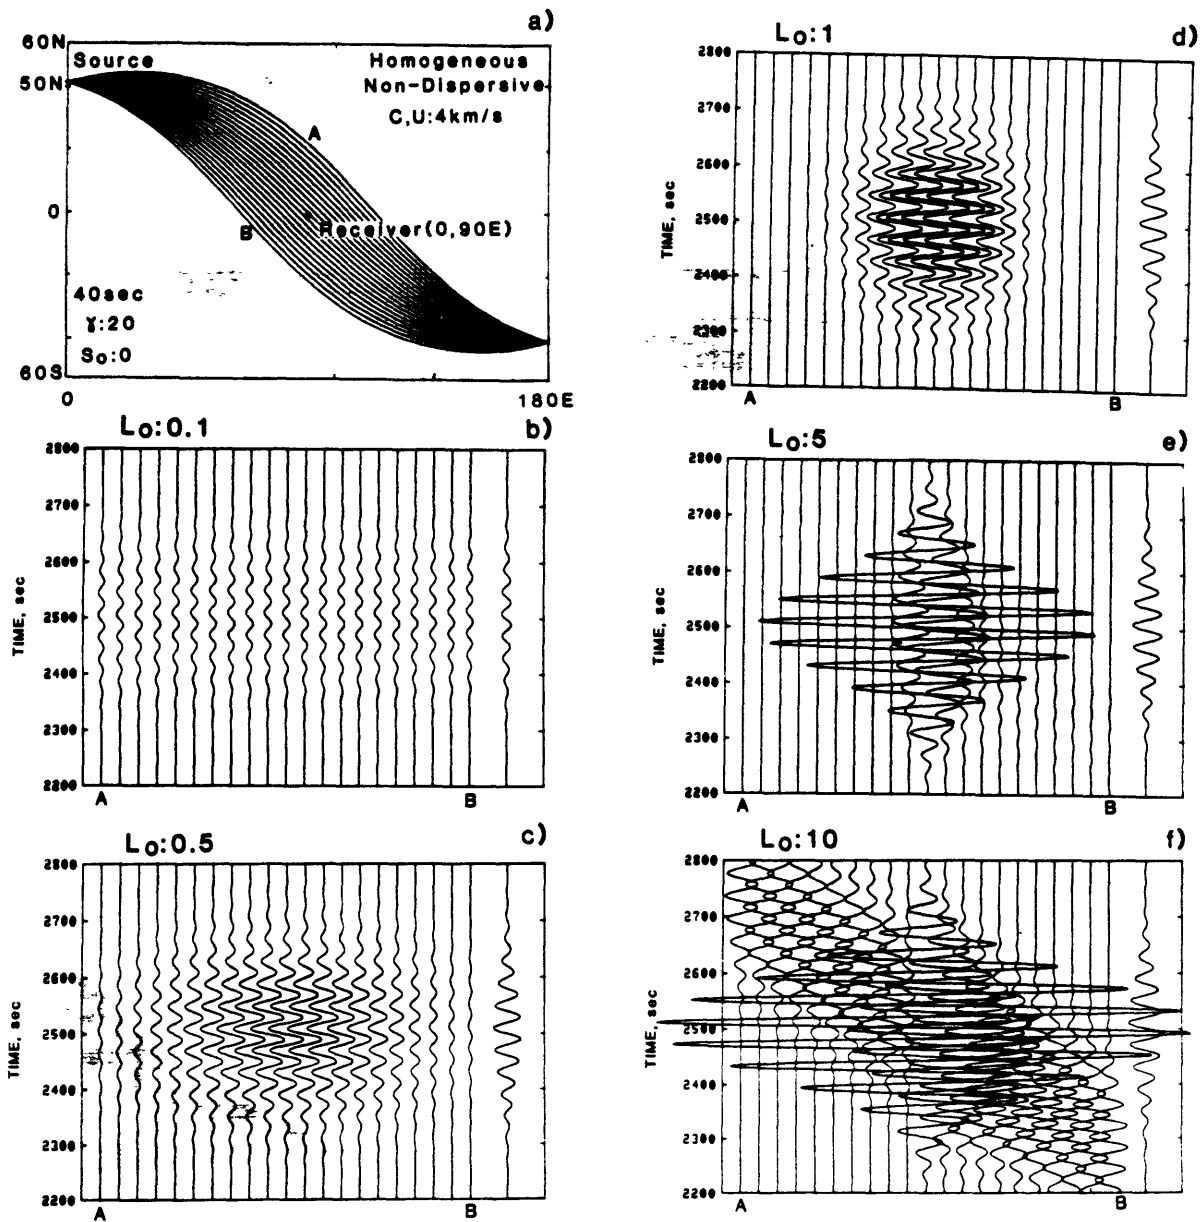 a)
60N
Source
Homogeneous
50N
Non-Dispersive
C,U:4km/s
A
0
B
Receiver(0,90E)
40sec
γ:20
So:0
60S
0
180E
Lo:0.1
b)
2800
2700
2600
2500
2400
2300
2200
TIME, sec
A
B
Lo:0.5
c)
2800
2700
2600
2500
2400
2300
2200
TIME, sec
A
B
Lo:1
d)
2800
2700
2600
2500
2400
2300
2200
TIME, sec
A
B
Lo:5
e)
2800
2700
2600
2500
2400
2300
2200
TIME, sec
A
B
Lo:10
f)
2800
2700
2600
2500
2400
2300
2200
TIME, sec
A
B